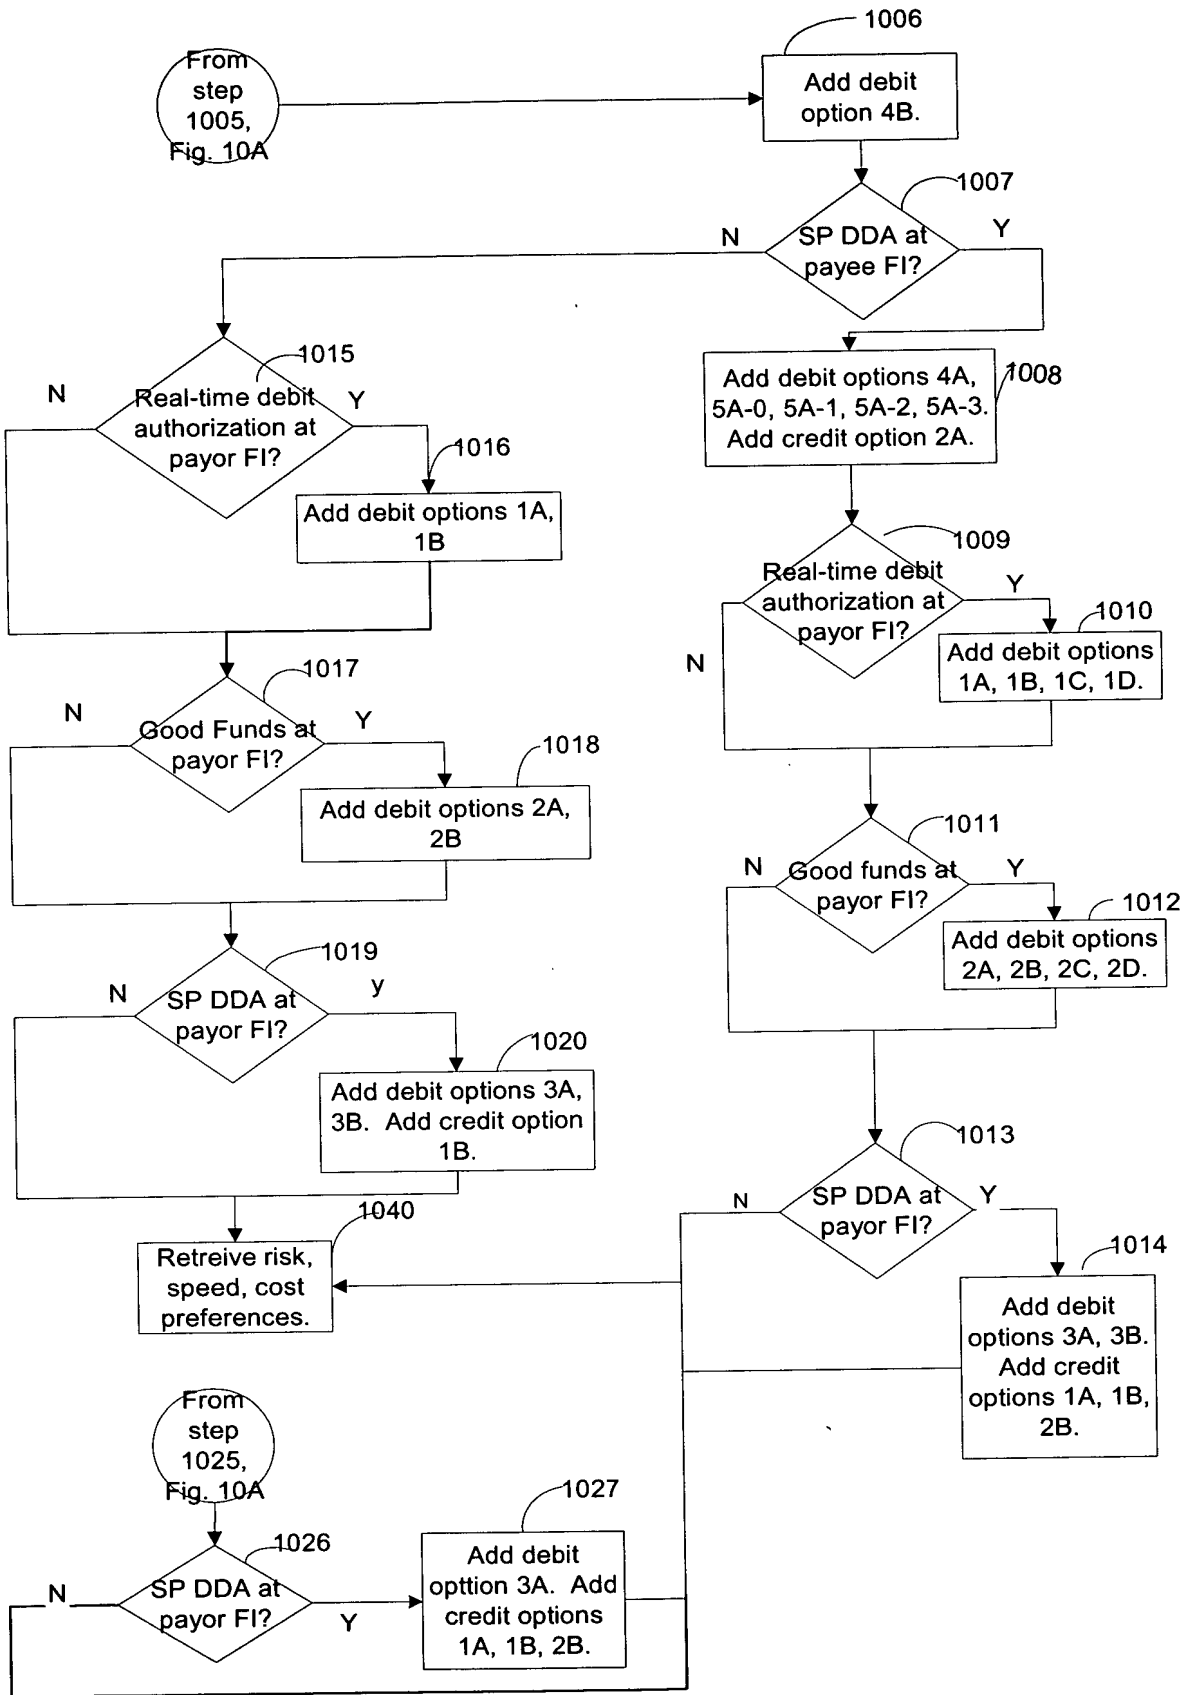 From
step
1005,
Fig. 10A
1006
Add debit
option 4B.
1007
SP DDA at
payee FI?
N
Y
1015
Real-time debit
authorization at
payor FI?
N
Y
1016
Add debit options 1A,
1B
1008
Add debit options 4A,
5A-0, 5A-1, 5A-2, 5A-3.
Add credit option 2A.
1009
Real-time debit
authorization at
payor FI?
Y
N
1010
Add debit options
1A, 1B, 1C, 1D.
1017
Good Funds at
payor FI?
N
Y
1018
Add debit options 2A,
2B
1011
Good funds at
payor FI?
N
Y
1012
Add debit options
2A, 2B, 2C, 2D.
1019
SP DDA at
payor FI?
N
y
1020
Add debit options 3A,
3B. Add credit option
1B.
1013
SP DDA at
payor FI?
N
Y
1014
Add debit
options 3A, 3B.
Add credit
options 1A, 1B,
2B.
1040
Retreive risk,
speed, cost
preferences.
From
step
1025,
Fig. 10A
1026
SP DDA at
payor FI?
N
Y
1027
Add debit
opttion 3A. Add
credit options
1A, 1B, 2B.